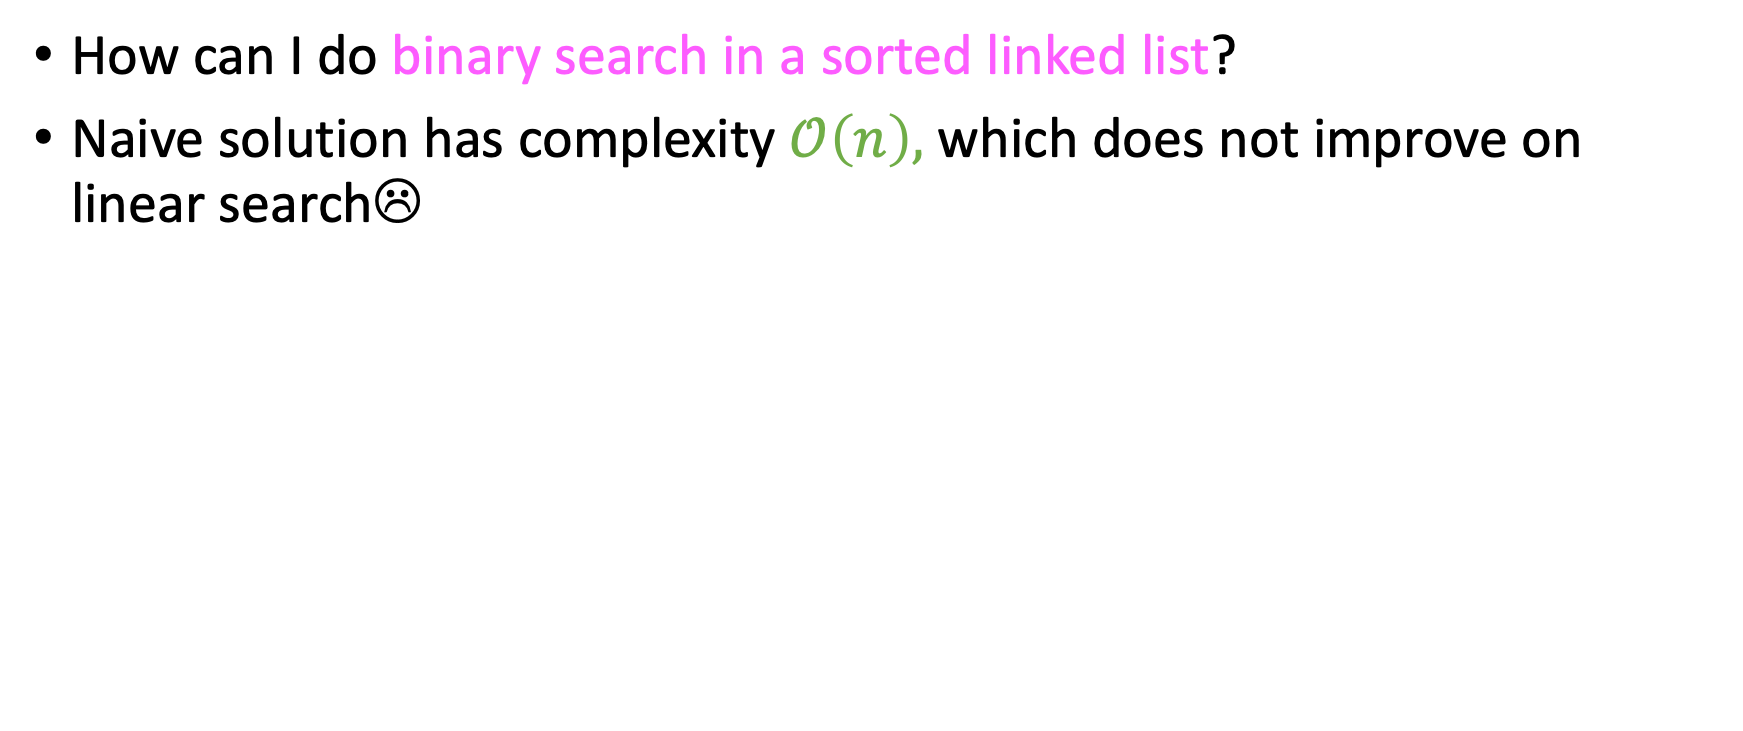 • How can I do binary search in a sorted linked list?
• Naive solution has complexity 𝒪(𝑛), which does not improve on
linear search☹